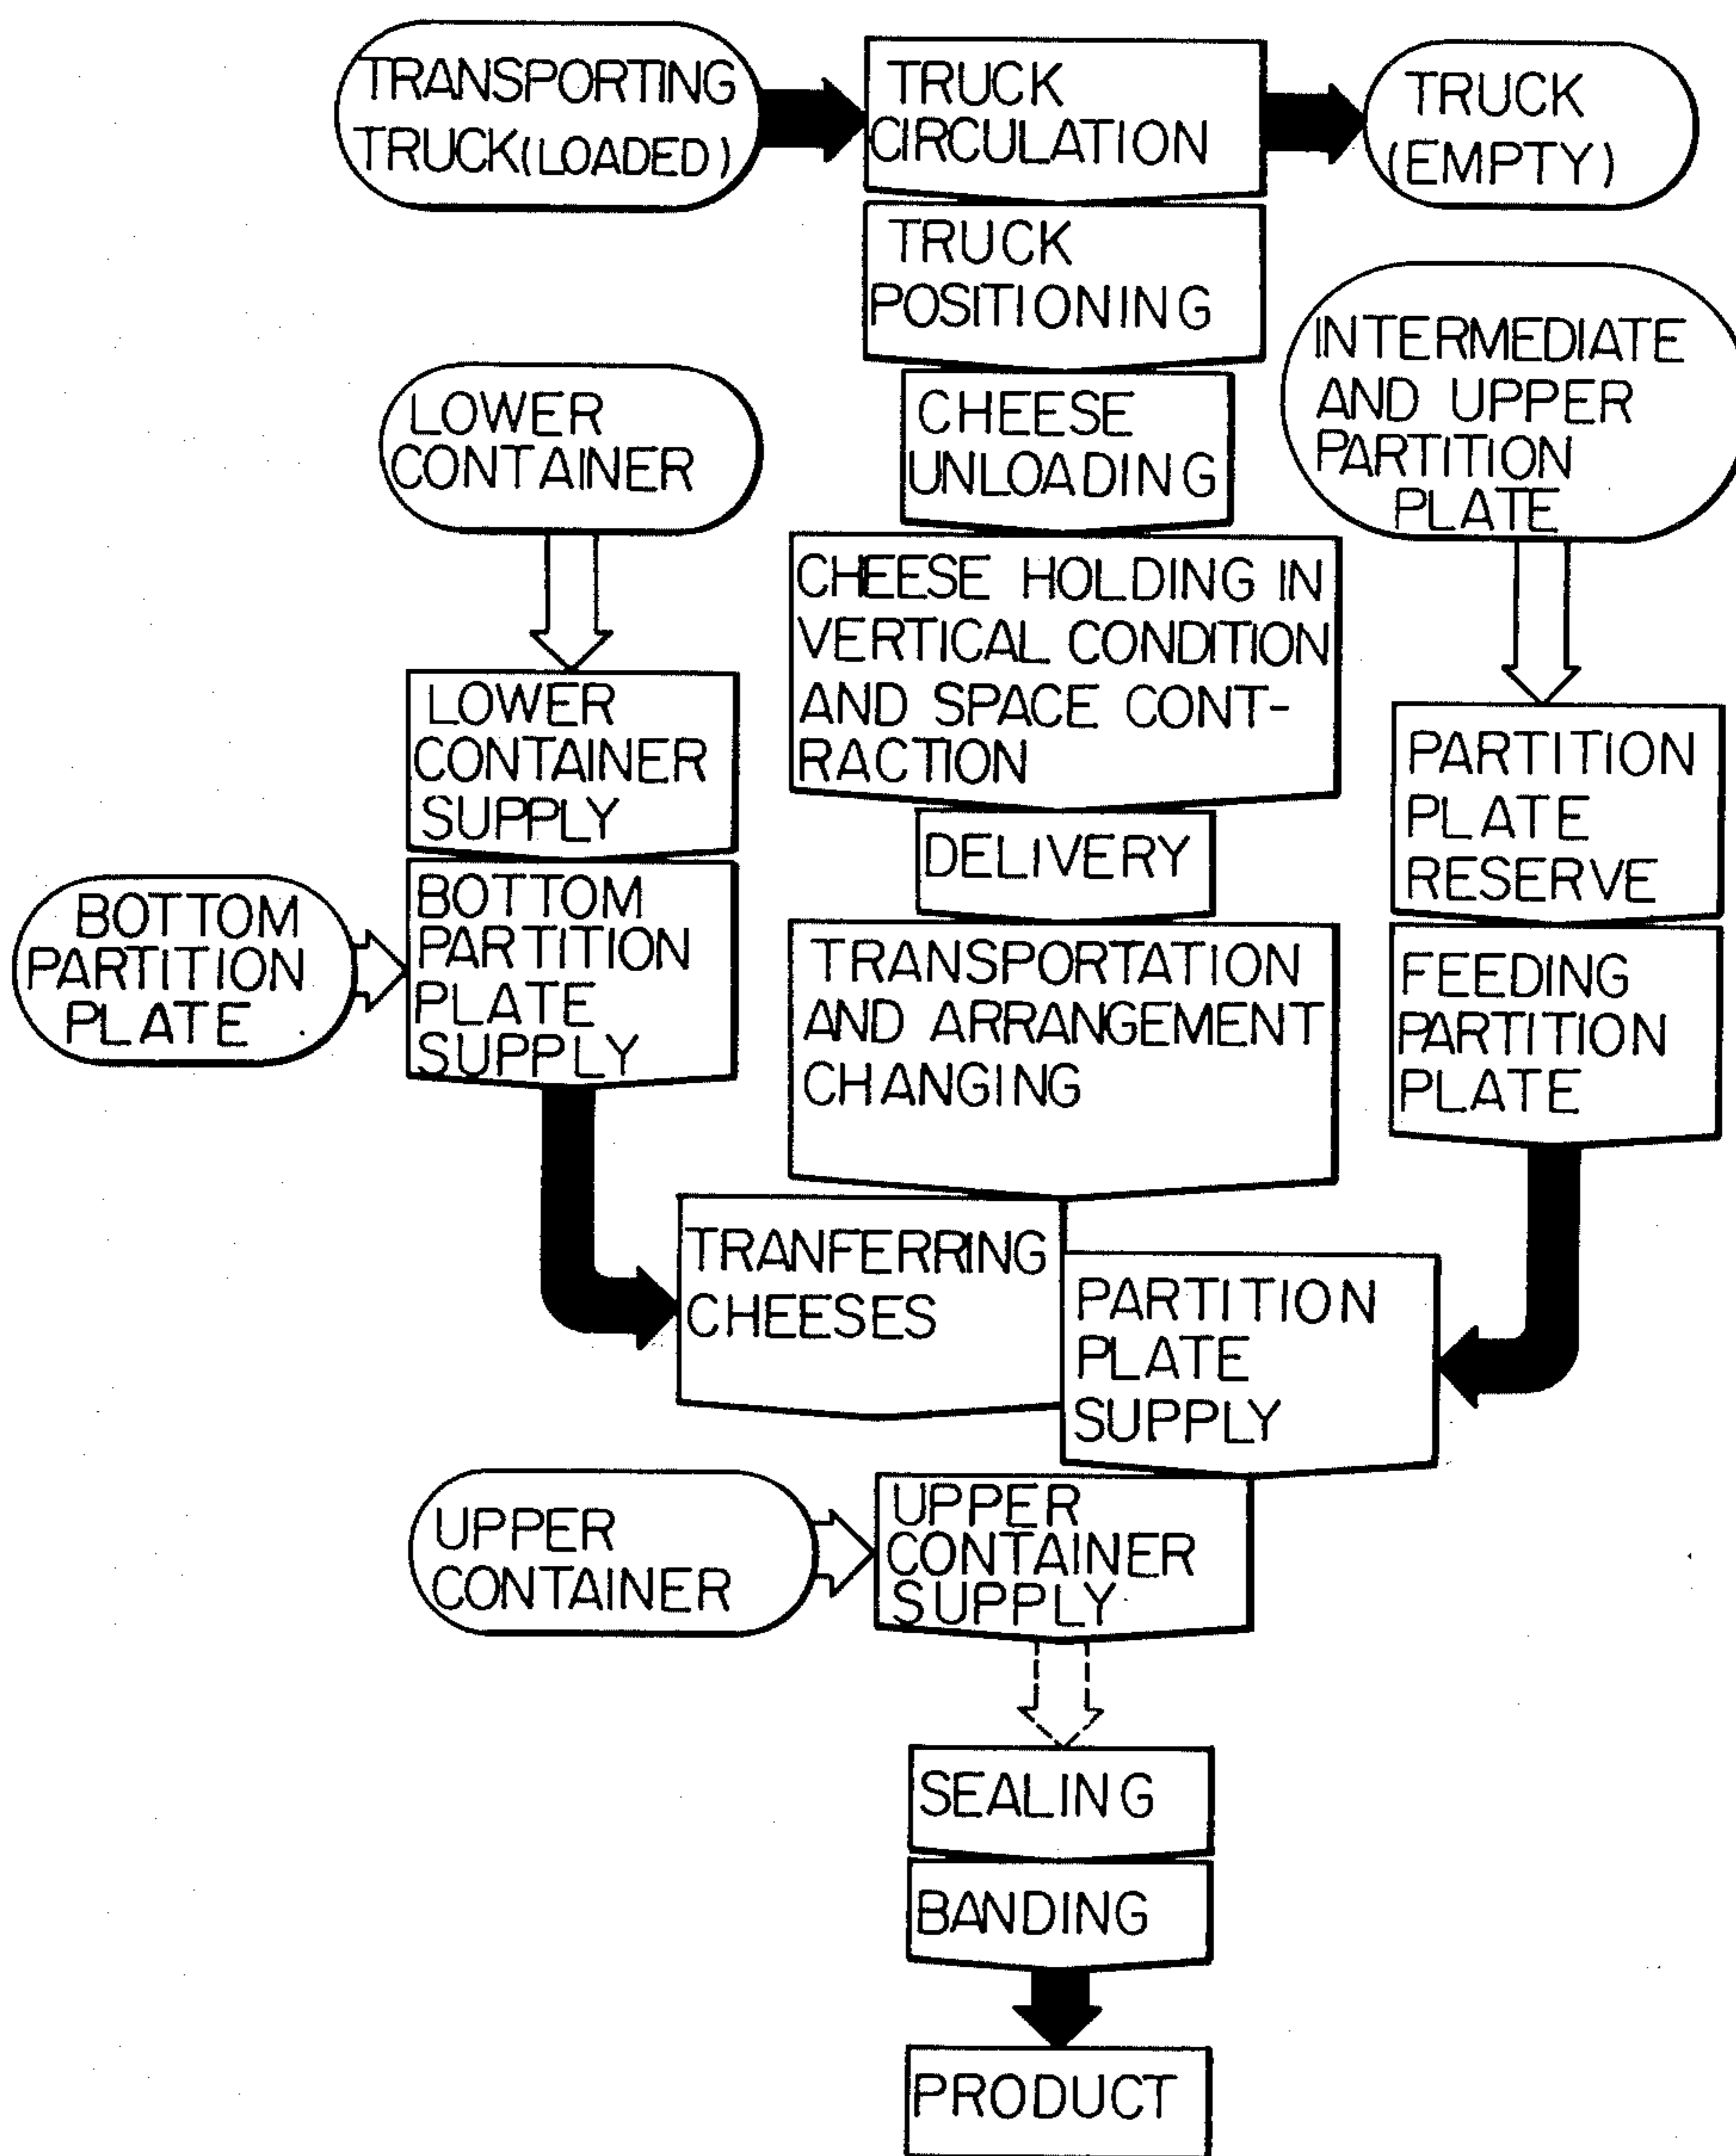 TRANSPORTING
TRUCK(LOADED)
TRUCK
CIRCULATION
TRUCK
(EMPTY)
TRUCK
POSITIONING
INTERMEDIATE
AND UPPER
PARTITION
PLATE
LOWER
CONTAINER
CHEESE
UNLOADING
CHEESE HOLDING IN
VERTICAL CONDITION
AND SPACE CONT-
RACTION
LOWER
CONTAINER
SUPPLY
PARTITION
PLATE
RESERVE
DELIVERY
BOTTOM
PARTITION
PLATE
BOTTOM
PARTITION
PLATE
SUPPLY
TRANSPORTATION
AND ARRANGEMENT
CHANGING
FEEDING
PARTITION
PLATE
TRANFERRING
CHEESES
PARTITION
PLATE
SUPPLY
UPPER
CONTAINER
UPPER
CONTAINER
SUPPLY
SEALING
BANDING
PRODUCT